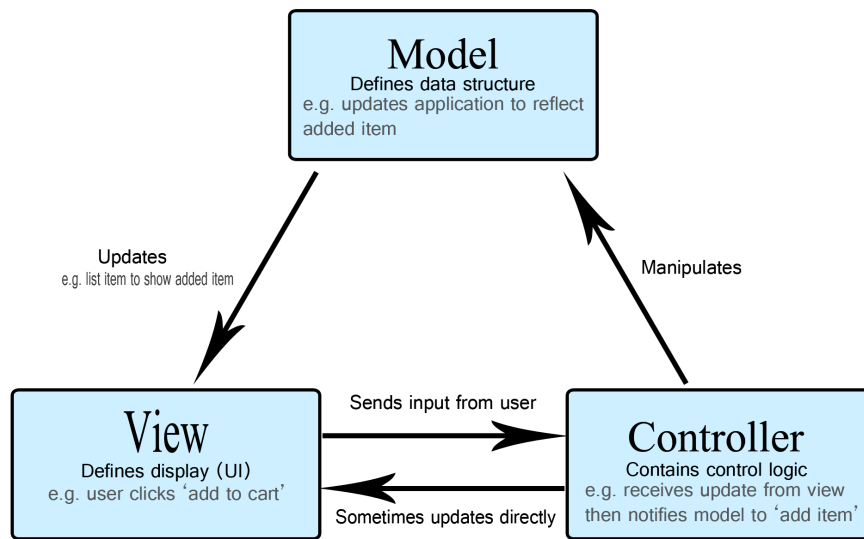 Model
Defines data structure
e.g. updates application to reflect
added item
Updates
e.g. list item to show added item
Manipulates
View
Defines display (UI)
e.g. user clicks ‘add to cart’
Sends input from user
Sometimes updates directly
Controller
Contains control logic
e.g. receives update from view
then notifies model to ‘add item’